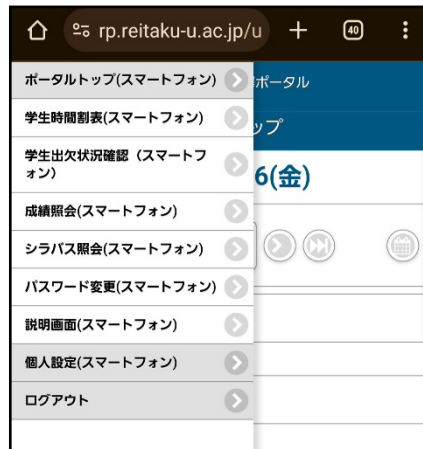 rp.reitaku-u.ac.jp/u
40
ポータルトップ(スマートフォン)
ポータル
学生時間割表(スマートフォン)
ップ
学生出欠状況確認（スマートフ
ォン）
6(金)
成績照会(スマートフォン)
シラバス照会(スマートフォン)
パスワード変更(スマートフォン)
説明画面(スマートフォン)
個人設定(スマートフォン)
ログアウト